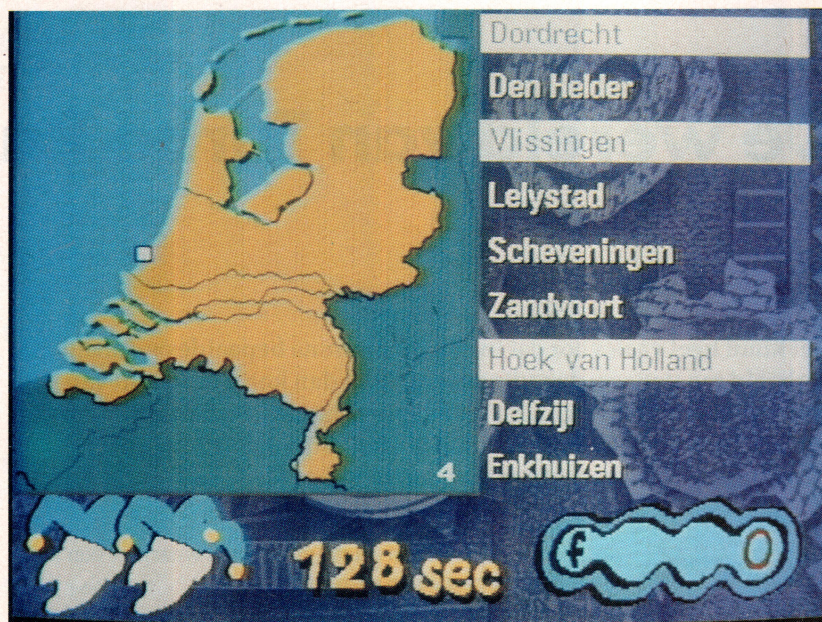 Dordrecht
Den Helder
Vlissingen
Lelystad
Scheveningen
Zandvoort
Hoek van Holland
Delfzijl
Enkhuizen
4
128 sec
f 0